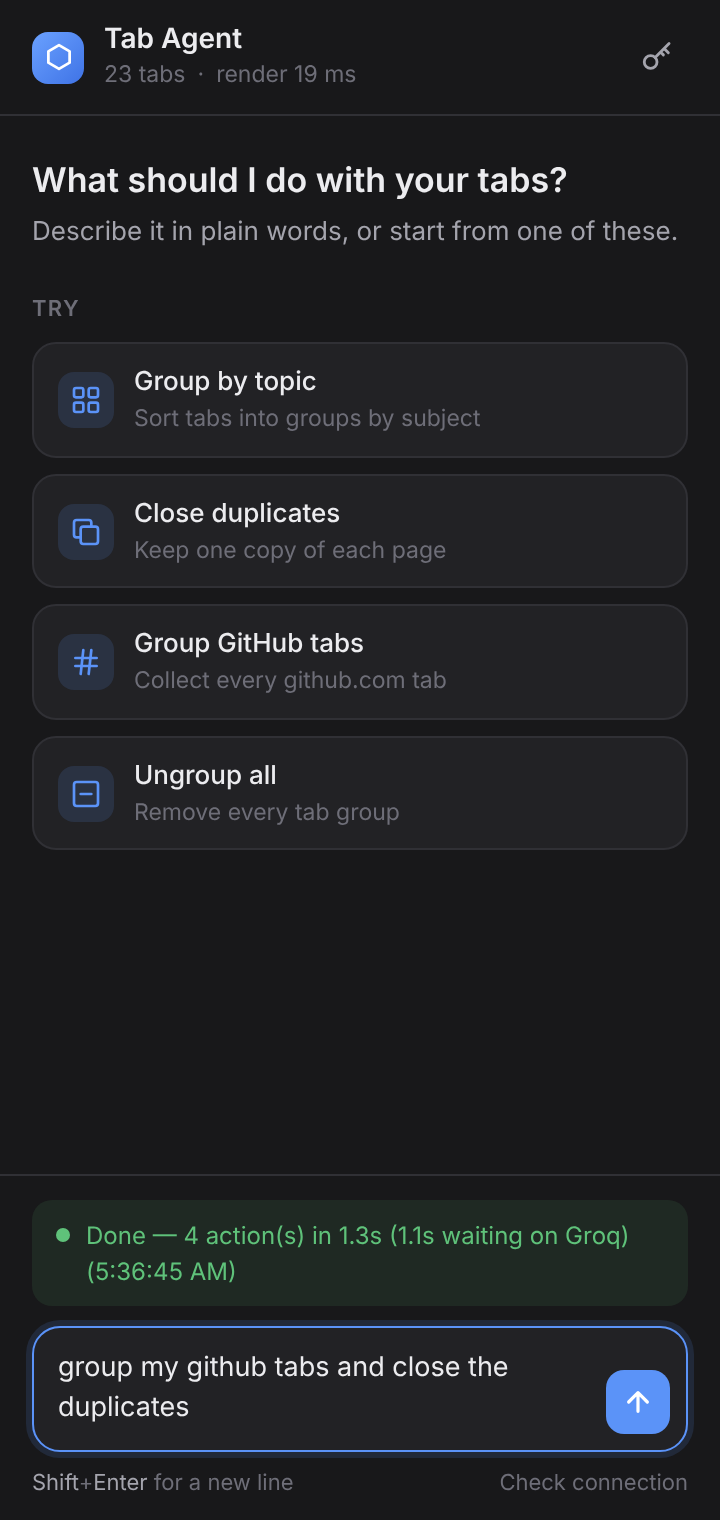 Tab Agent
23 tabs · render 19 ms
What should I do with your tabs?
Describe it in plain words, or start from one of these.
TRY
Group by topic
Sort tabs into groups by subject
Close duplicates
Keep one copy of each page
Group GitHub tabs
Collect every github.com tab
Ungroup all
Remove every tab group
Done — 4 action(s) in 1.3s (1.1s waiting on Groq)
(5:36:45 AM)
group my github tabs and close the
duplicates
Shift+Enter for a new line
Check connection